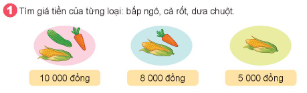 1 Tìm giá tiền của từng loại: bắp ngô, cà rốt, dưa chuột.
10 000 đồng 8 000 đồng 5 000 đồng